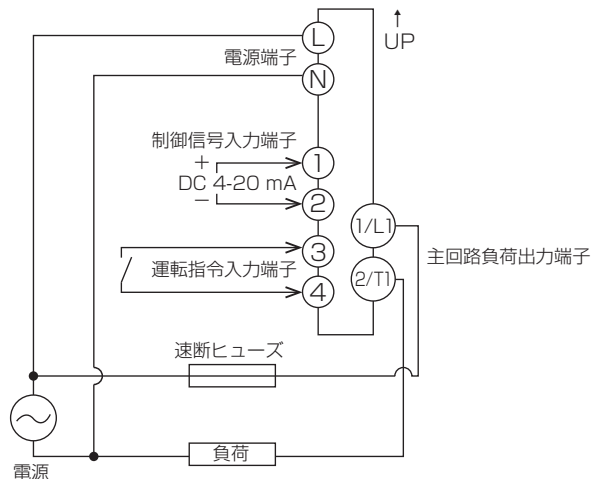 ↑
UP
L
電源端子
N
制御信号入力端子
+
1
DC 4-20 mA
−
2
1/L1
3
運転指令入力端子
主回路負荷出力端子
2/T1
4
速断ヒューズ
負荷
電源